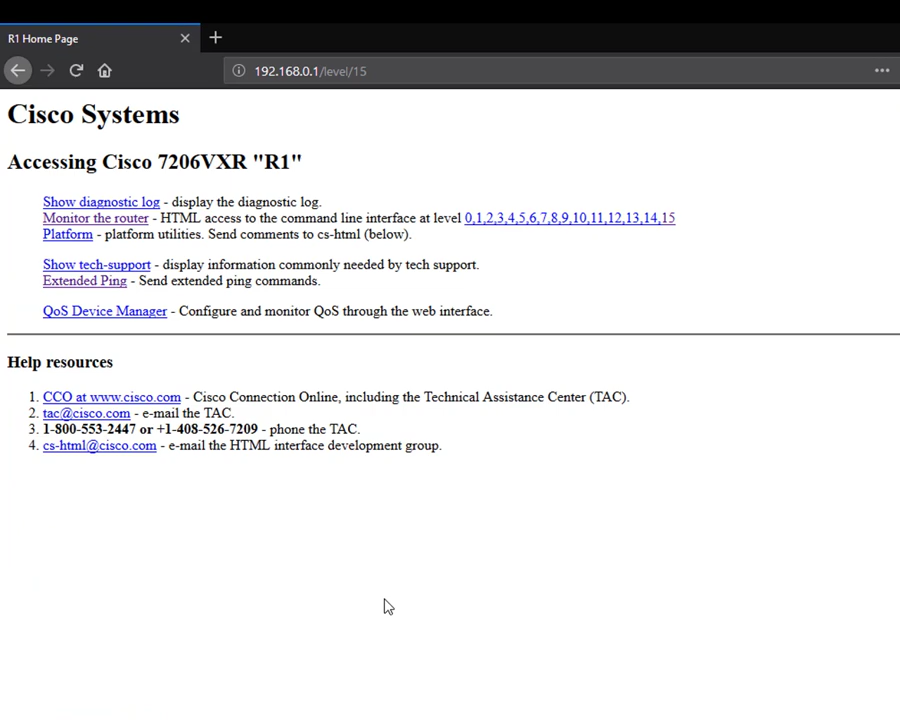 R1 Home Page
192.168.0.1/level/15
Cisco Systems
Accessing Cisco 7206VXR "R1"
Show diagnostic log - display the diagnostic log.
Monitor the router - HTML access to the command line interface at level 0,1,2,3,4,5,6,7,8,9,10,11,12,13,14,15
Platform - platform utilities. Send comments to cs-html (below).
Show tech-support - display information commonly needed by tech support.
Extended Ping - Send extended ping commands.
QoS Device Manager - Configure and monitor QoS through the web interface.
Help resources
1. CCO at www.cisco.com - Cisco Connection Online, including the Technical Assistance Center (TAC).
2. tac@cisco.com - e-mail the TAC.
3. 1-800-553-2447 or +1-408-526-7209 - phone the TAC.
4. cs-html@cisco.com - e-mail the HTML interface development group.